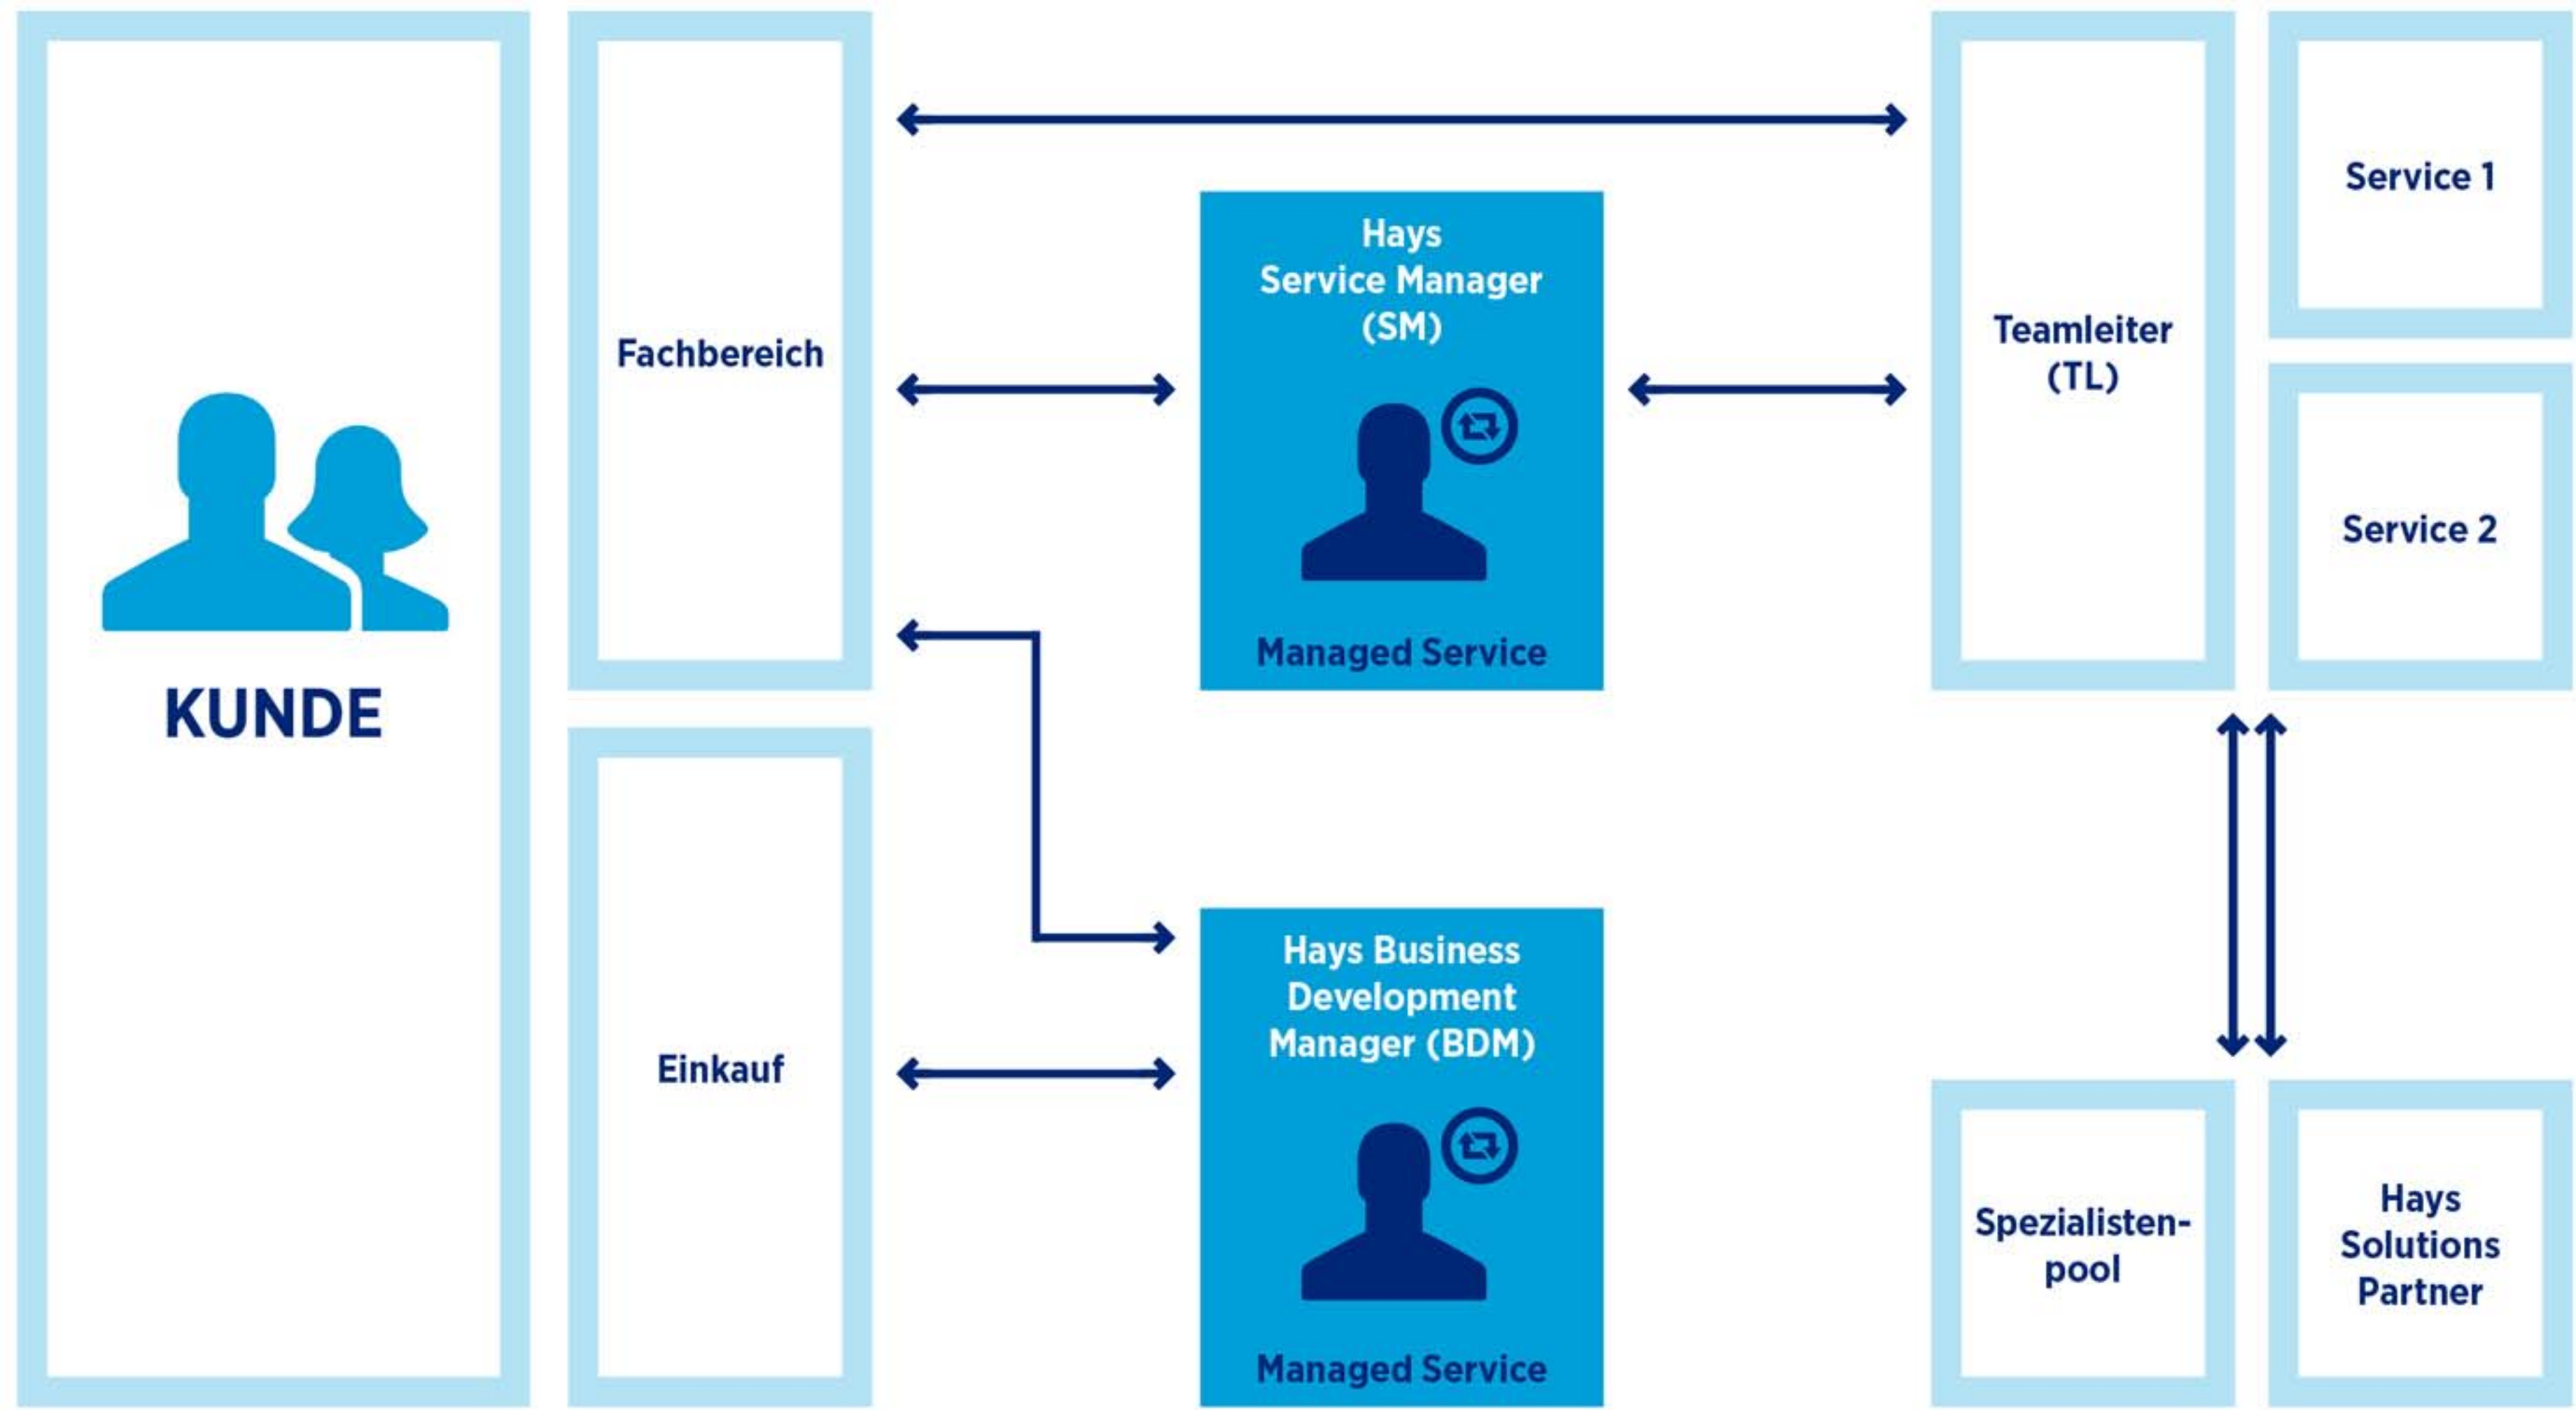 KUNDE
Fachbereich
Einkauf
Hays
Service Manager
(SM)
Managed Service
Hays Business
Development
Manager (BDM)
Managed Service
Teamleiter
(TL)
Service 1
Service 2
Spezialisten-
pool
Hays
Solutions
Partner